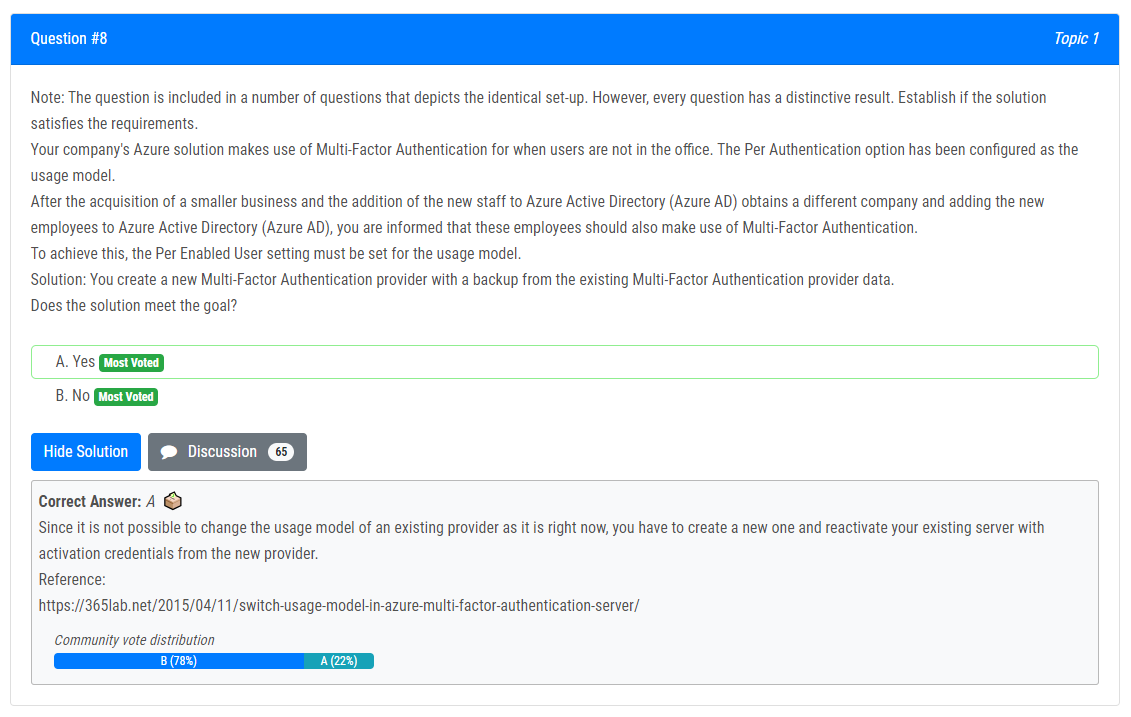 Question #8
Topic 1
Note: The question is included in a number of questions that depicts the identical set-up. However, every question has a distinctive result. Establish if the solution
satisfies the requirements.
Your company's Azure solution makes use of Multi-Factor Authentication for when users are not in the office. The Per Authentication option has been configured as the
usage model.
After the acquisition of a smaller business and the addition of the new staff to Azure Active Directory (Azure AD) obtains a different company and adding the new
employees to Azure Active Directory (Azure AD), you are informed that these employees should also make use of Multi-Factor Authentication.
To achieve this, the Per Enabled User setting must be set for the usage model.
Solution: You create a new Multi-Factor Authentication provider with a backup from the existing Multi-Factor Authentication provider data.
Does the solution meet the goal?
A. Yes Most Voted
B. No Most Voted
Hide Solution
Discussion 65
Correct Answer: A
Since it is not possible to change the usage model of an existing provider as it is right now, you have to create a new one and reactivate your existing server with
activation credentials from the new provider.
Reference:
https://365lab.net/2015/04/11/switch-usage-model-in-azure-multi-factor-authentication-server/
Community vote distribution
B (78%)
A (22%)